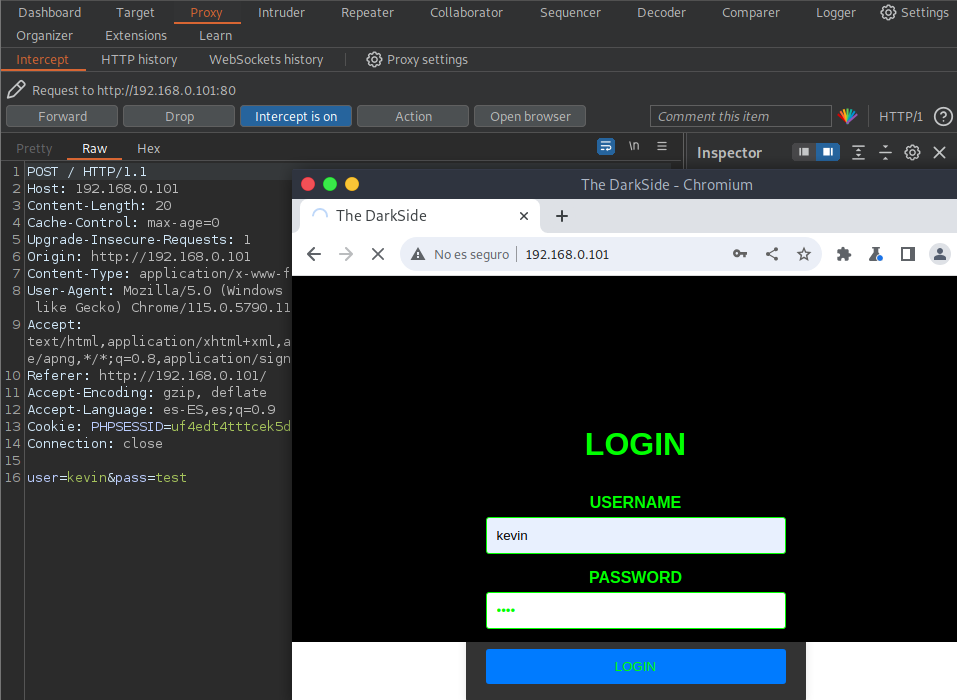 Dashboard Target Proxy Intruder Repeater Collaborator Sequencer Decoder Comparer Logger Settings
Organizer Extensions Learn
Intercept HTTP history WebSockets history Proxy settings
Request to http://192.168.0.101:80
Forward Drop Intercept is on Action Open browser Comment this item HTTP/1 ?
Pretty Raw Hex \n Inspector
1 POST / HTTP/1.1
2 Host: 192.168.0.101
3 Content-Length: 20
4 Cache-Control: max-age=0
5 Upgrade-Insecure-Requests: 1
6 Origin: http://192.168.0.101
7 Content-Type: application/x-www-f
8 User-Agent: Mozilla/5.0 (Windows
like Gecko) Chrome/115.0.5790.11
9 Accept:
text/html,application/xhtml+xml,a
e/apng,*/*;q=0.8,application/sign
10 Referer: http://192.168.0.101/
11 Accept-Encoding: gzip, deflate
12 Accept-Language: es-ES,es;q=0.9
13 Cookie: PHPSESSID=uf4edt4tttcek5d
14 Connection: close
15
16 user=kevin&pass=test
The DarkSide - Chromium
The DarkSide
No es seguro 192.168.0.101
LOGIN
USERNAME
kevin
PASSWORD
••••
LOGIN